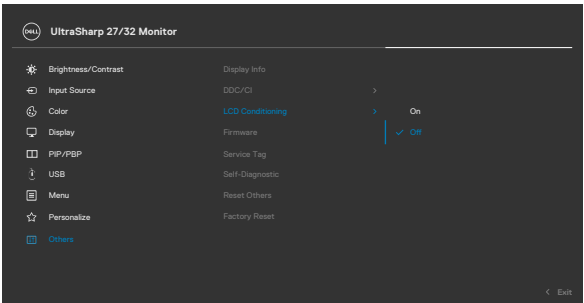 DELL UltraSharp 27/32 Monitor
Brightness/Contrast Display Info
Input Source DDC/CI
Color LCD Conditioning On
Display Firmware Off
PIP/PBP Service Tag
USB Self-Diagnostic
Menu Reset Others
Personalize Factory Reset
Others
Exit